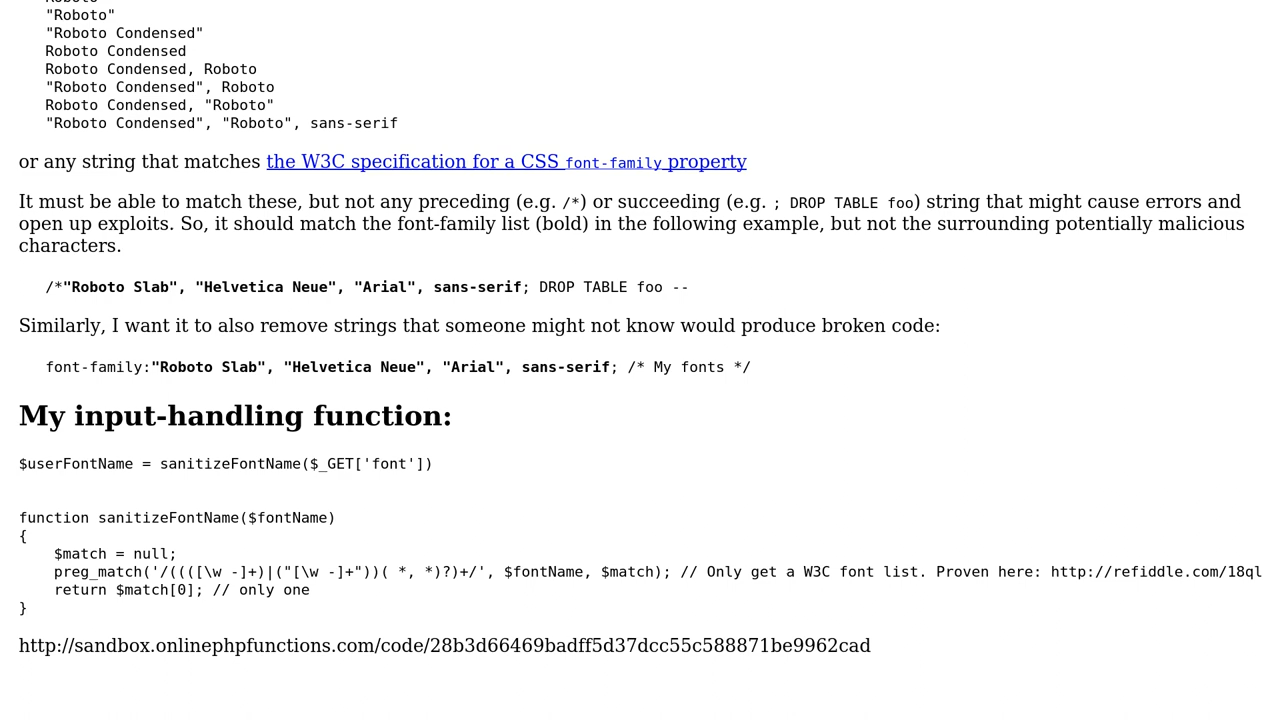 "Roboto"
"Roboto Condensed"
Roboto Condensed
Roboto Condensed, Roboto
"Roboto Condensed", Roboto
Roboto Condensed, "Roboto"
"Roboto Condensed", "Roboto", sans-serif
or any string that matches the W3C specification for a CSS font-family property
It must be able to match these, but not any preceding (e.g. /*) or succeeding (e.g. ; DROP TABLE foo) string that might cause errors and
open up exploits. So, it should match the font-family list (bold) in the following example, but not the surrounding potentially malicious
characters.
/*"Roboto Slab", "Helvetica Neue", "Arial", sans-serif; DROP TABLE foo --
Similarly, I want it to also remove strings that someone might not know would produce broken code:
font-family:"Roboto Slab", "Helvetica Neue", "Arial", sans-serif; /* My fonts */
My input-handling function:
$userFontName = sanitizeFontName($_GET['font'])
function sanitizeFontName($fontName)
{
    $match = null;
    preg_match('/((([\w -]+)|("[\w -]+"))( *, *)?)+/', $fontName, $match); // Only get a W3C font list. Proven here: http://refiddle.com/18ql
    return $match[0]; // only one
}
http://sandbox.onlinephpfunctions.com/code/28b3d66469badff5d37dcc55c588871be9962cad